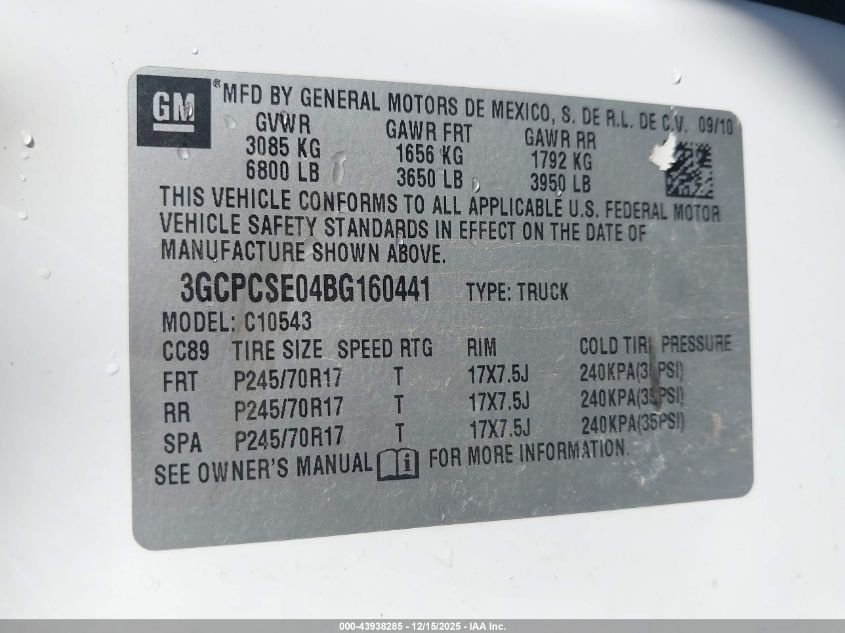 GM ® MFD BY GENERAL MOTORS DE MEXICO, S. DE R.L. DE C.V. 09/10
GVWR GAWR FRT GAWR RR
3085 KG 1656 KG 1792 KG
6800 LB 3650 LB 3950 LB
THIS VEHICLE CONFORMS TO ALL APPLICABLE U.S. FEDERAL MOTOR
VEHICLE SAFETY STANDARDS IN EFFECT ON THE DATE OF
MANUFACTURE SHOWN ABOVE.
3GCPCSE04BG160441 TYPE: TRUCK
MODEL: C10543
CC89 TIRE SIZE SPEED RTG RIM COLD TIRE PRESSURE
FRT P245/70R17 T 17X7.5J 240KPA(35PSI)
RR P245/70R17 T 17X7.5J 240KPA(35PSI)
SPA P245/70R17 T 17X7.5J 240KPA(35PSI)
SEE OWNER'S MANUAL i FOR MORE INFORMATION.
000-43938285 - 12/15/2025 - IAA Inc.